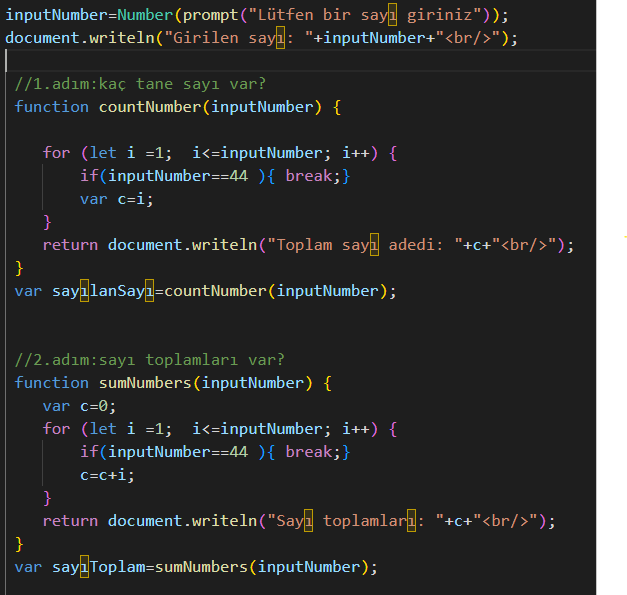 inputNumber=Number(prompt("Lütfen bir sayı giriniz"));
document.writeln("Girilen sayı: "+inputNumber+"<br/>");
//1.adım:kaç tane sayı var?
function countNumber(inputNumber) {
for (let i =1;  i<=inputNumber; i++) {
if(inputNumber==44 ){ break;}
var c=i;
}
return document.writeln("Toplam sayı adedi: "+c+"<br/>");
}
var sayılanSayı=countNumber(inputNumber);
//2.adım:sayı toplamları var?
function sumNumbers(inputNumber) {
var c=0;
for (let i =1;  i<=inputNumber; i++) {
if(inputNumber==44 ){ break;}
c=c+i;
}
return document.writeln("Sayı toplamları: "+c+"<br/>");
}
var sayıToplam=sumNumbers(inputNumber);